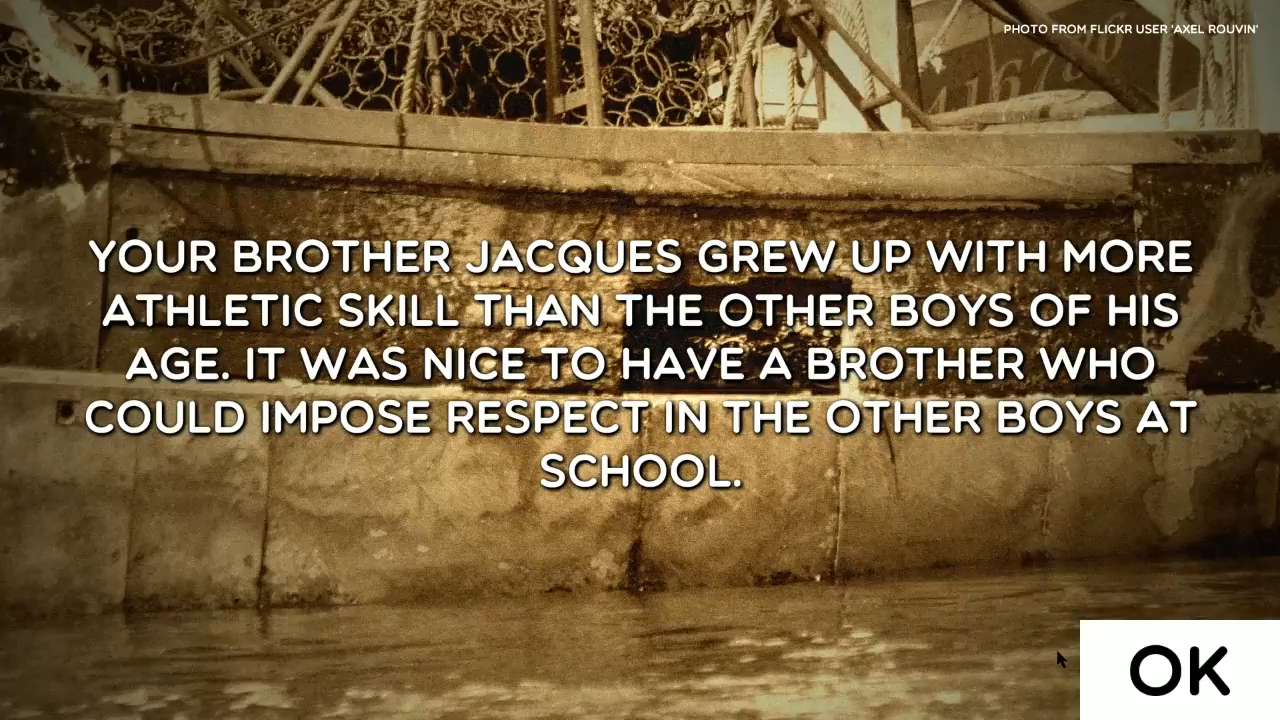 PHOTO FROM FLICKR USER 'AXEL ROUVIN'
41678
YOUR BROTHER JACQUES GREW UP WITH MORE
ATHLETIC SKILL THAN THE OTHER BOYS OF HIS
AGE. IT WAS NICE TO HAVE A BROTHER WHO
COULD IMPOSE RESPECT IN THE OTHER BOYS AT
SCHOOL.
OK